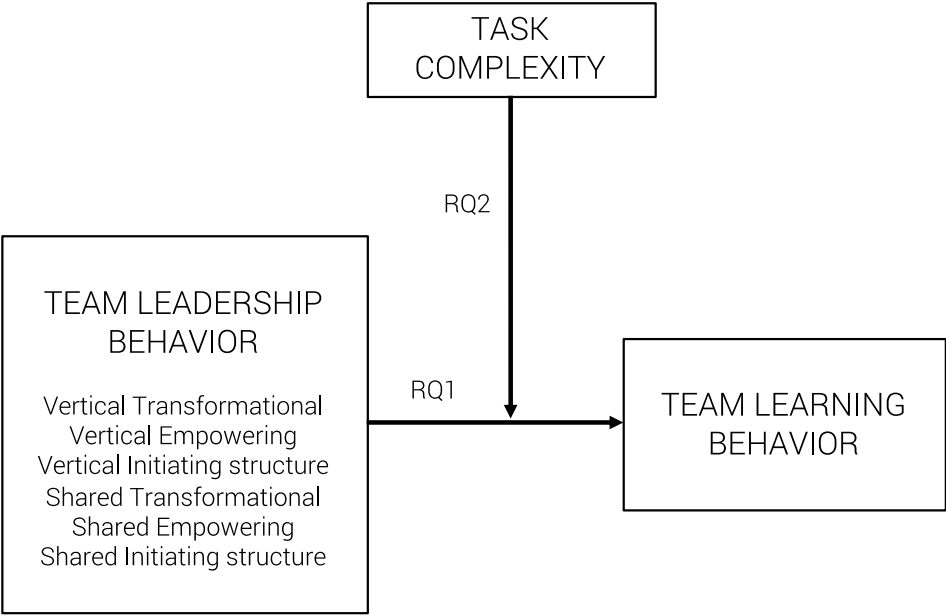 TASK
COMPLEXITY
RQ2
TEAM LEADERSHIP
BEHAVIOR
Vertical Transformational
Vertical Empowering
Vertical Initiating structure
Shared Transformational
Shared Empowering
Shared Initiating structure
RQ1
TEAM LEARNING
BEHAVIOR